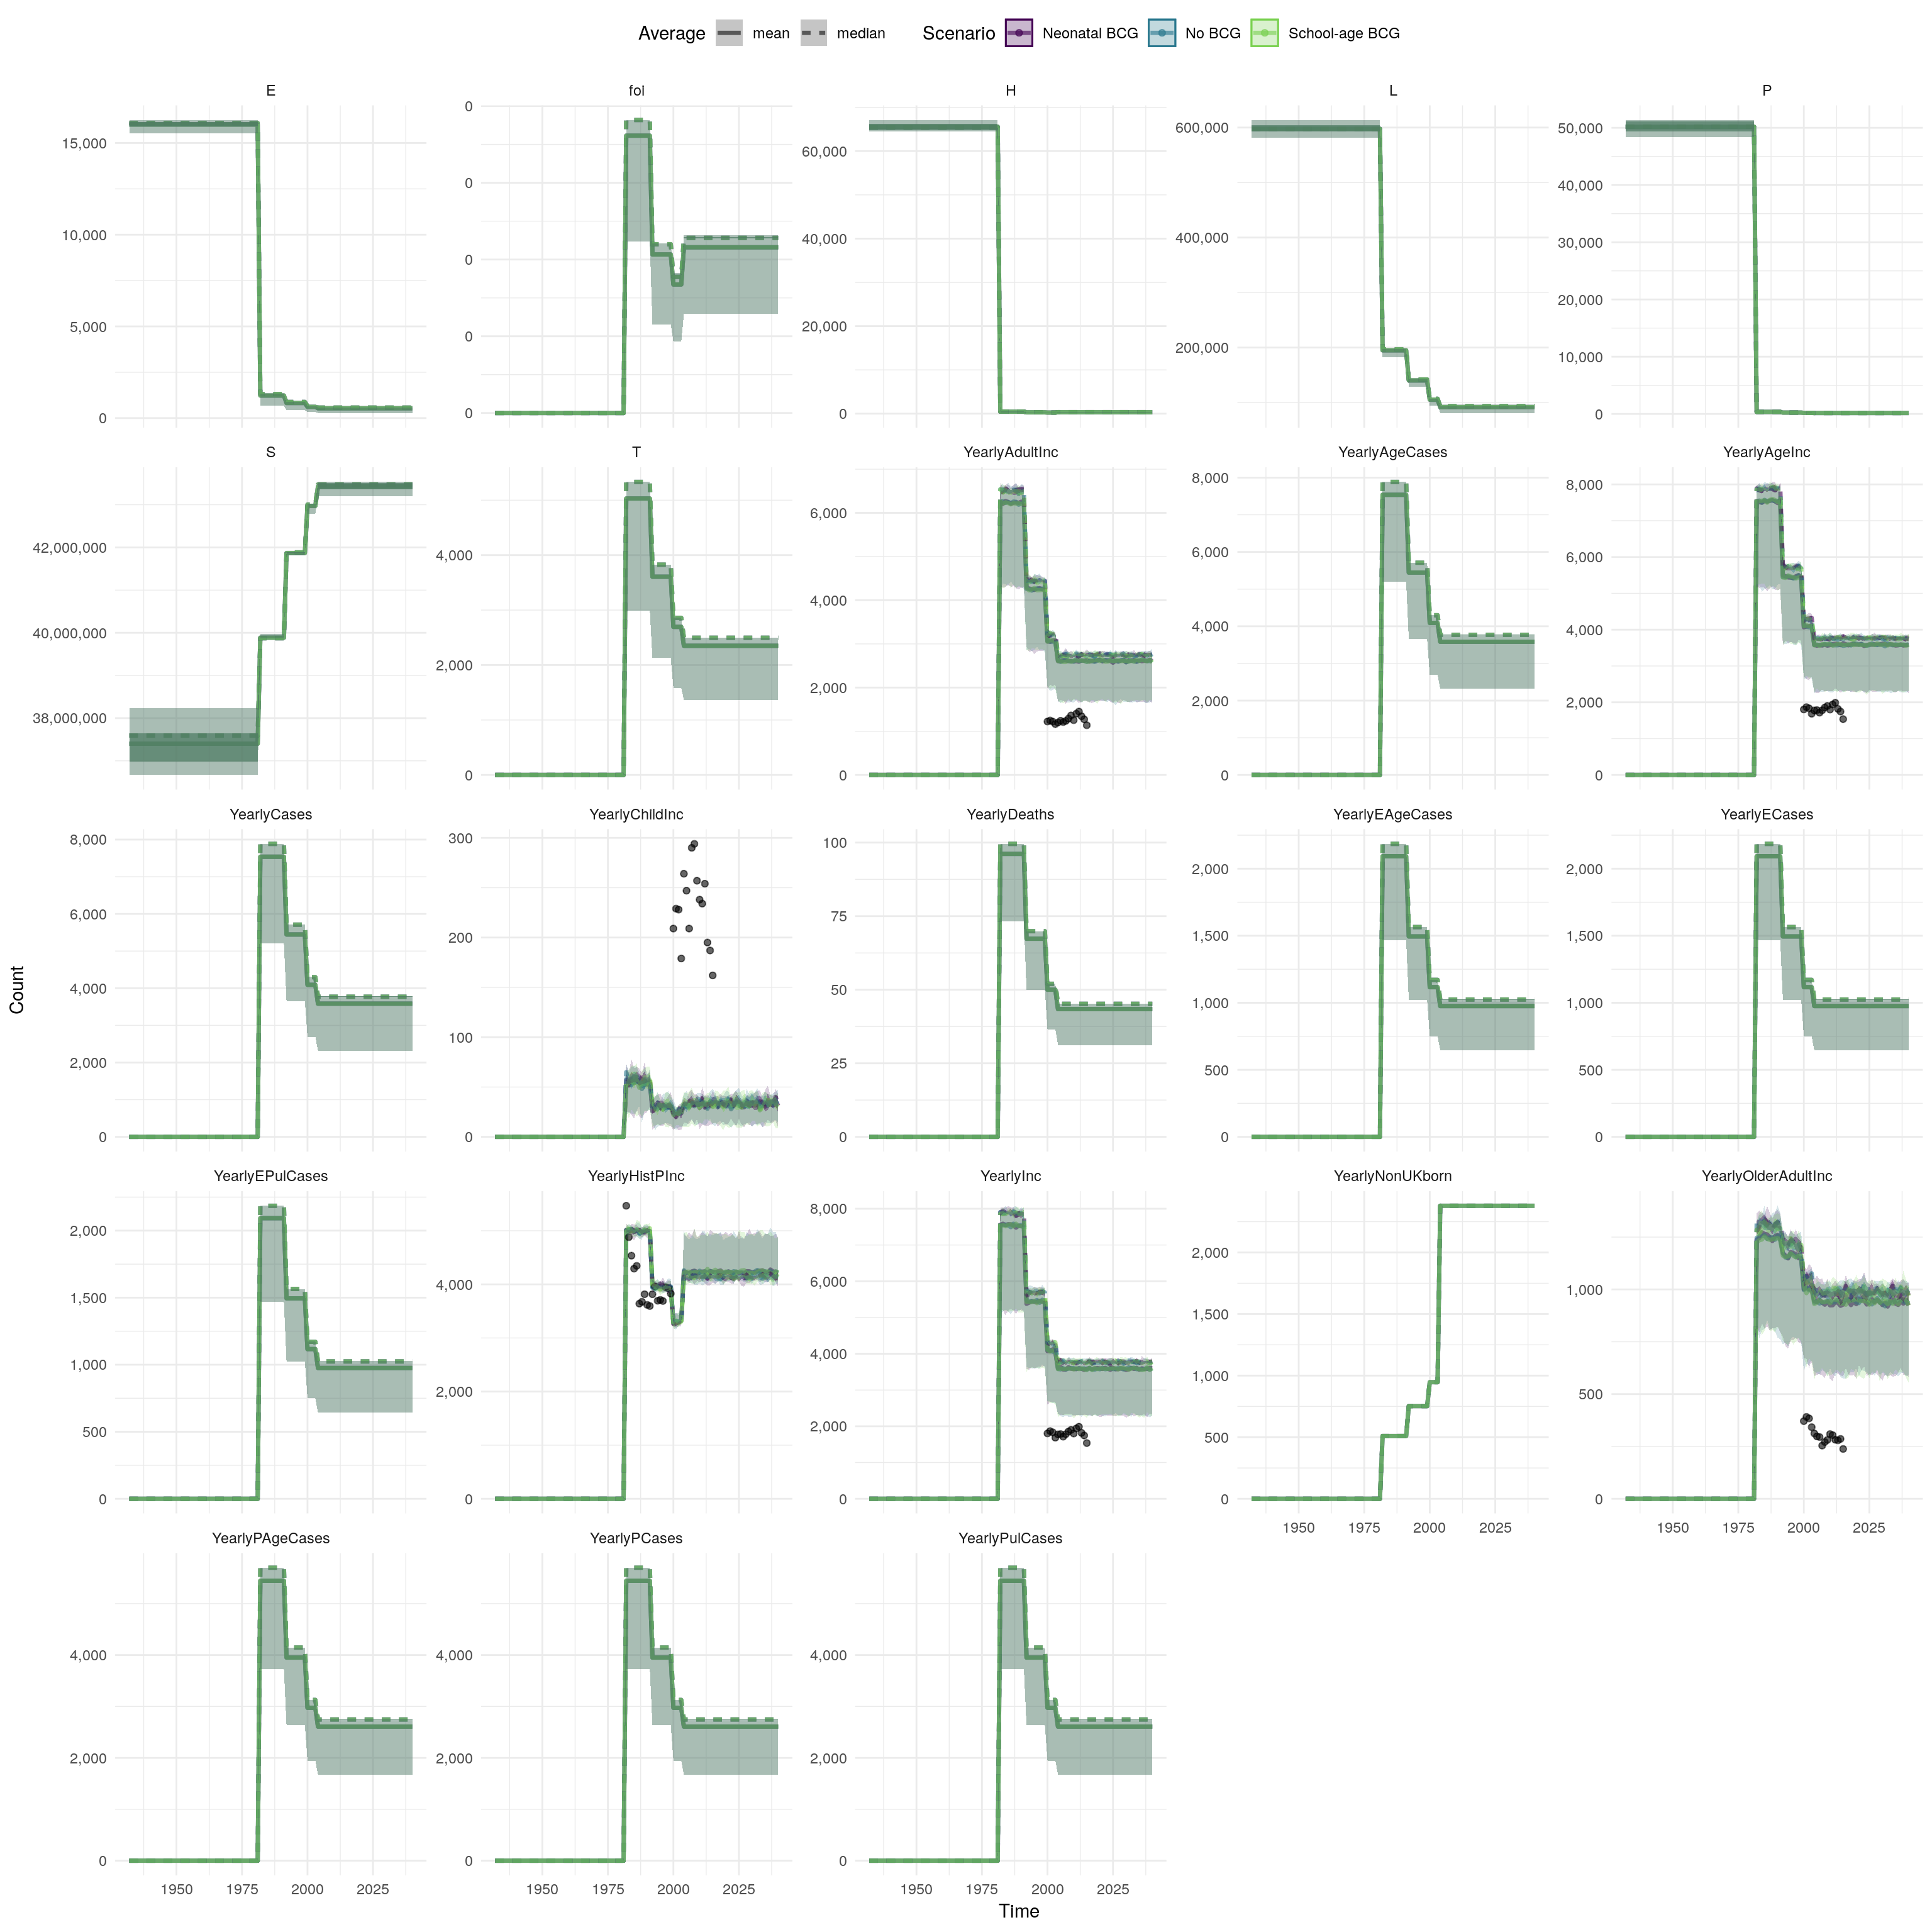 Average mean median Scenario Neonatal BCG No BCG School-age BCG
E foi H L P
15,000 10,000 5,000 0
0 0 0 0 0
60,000 40,000 20,000 0
600,000 400,000 200,000
50,000 40,000 30,000 20,000 10,000 0
S T YearlyAdultInc YearlyAgeCases YearlyAgeInc
42,000,000 40,000,000 38,000,000
4,000 2,000 0
6,000 4,000 2,000 0
8,000 6,000 4,000 2,000 0
8,000 6,000 4,000 2,000 0
YearlyCases YearlyChildInc YearlyDeaths YearlyEAgeCases YearlyECases
8,000 6,000 4,000 2,000 0
300 200 100 0
100 75 50 25 0
2,000 1,500 1,000 500 0
2,000 1,500 1,000 500 0
Count
YearlyEPulCases YearlyHistPInc YearlyInc YearlyNonUKborn YearlyOlderAdultInc
2,000 1,500 1,000 500 0
4,000 2,000 0
8,000 6,000 4,000 2,000 0
2,000 1,500 1,000 500 0
1,000 500 0
1950 1975 2000 2025 1950 1975 2000 2025
YearlyPAgeCases YearlyPCases YearlyPulCases
4,000 2,000 0
4,000 2,000 0
4,000 2,000 0
1950 1975 2000 2025 1950 1975 2000 2025 1950 1975 2000 2025
Time